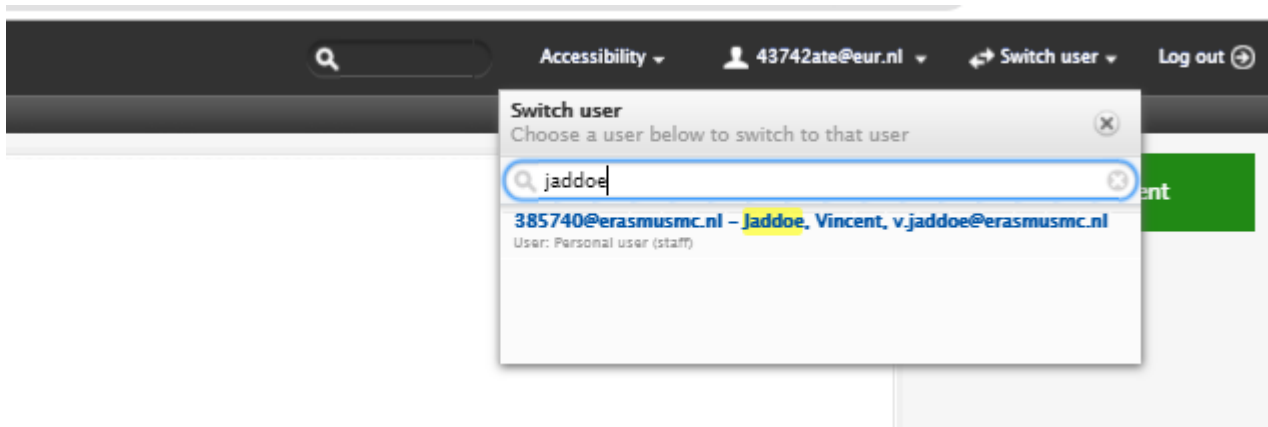 Accessibility 43742ate@eur.nl Switch user Log out
Switch user
Choose a user below to switch to that user
jaddoe
ent
385740@erasmusmc.nl – Jaddoe, Vincent, v.jaddoe@erasmusmc.nl
User: Personal user (staff)